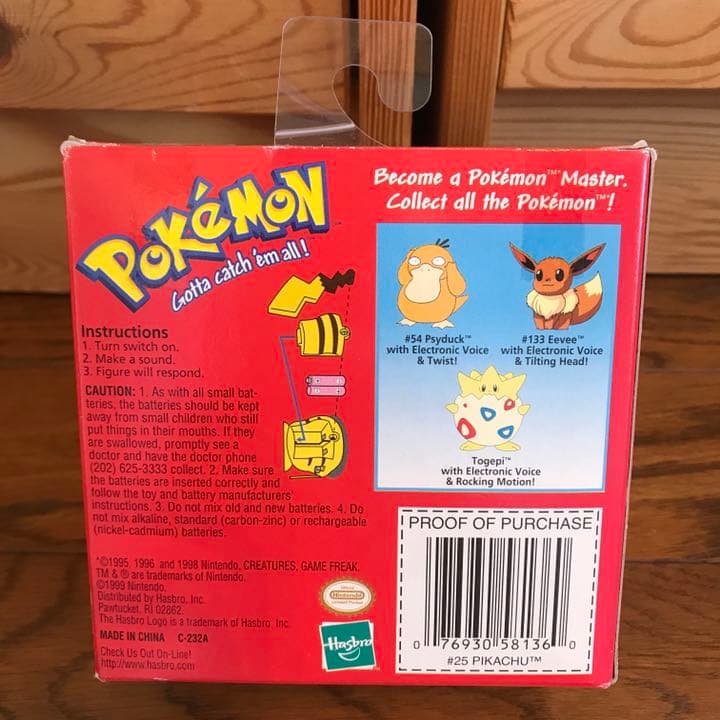 POKéMON
Gotta catch 'em all!
Instructions
1. Turn switch on.
2. Make a sound.
3. Figure will respond.
CAUTION: 1. As with all small bat-
teries, the batteries should be kept
away from small children who still
put things in their mouths. If they
are swallowed, promptly see a
doctor and have the doctor phone
(202) 625-3333 collect. 2. Make sure
the batteries are inserted correctly and
follow the toy and battery manufacturers'
instructions. 3. Do not mix old and new batteries. 4. Do
not mix alkaline, standard (carbon-zinc) or rechargeable
(nickel-cadmium) batteries.
*©1995, 1996, and 1998 Nintendo, CREATURES, GAME FREAK.
TM & ® are trademarks of Nintendo.
©1999 Nintendo.
Distributed by Hasbro, Inc.
Pawtucket, RI 02862.
The Hasbro Logo is a trademark of Hasbro, Inc.
MADE IN CHINA C-232A
Check Us Out On-Line!
http://www.hasbro.com
Nintendo
Hasbro
Become a Pokémon™* Master.
Collect all the Pokémon™*!
#54 Psyduck™
with Electronic Voice
& Twist!
#133 Eevee™
with Electronic Voice
& Tilting Head!
Togepi™
with Electronic Voice
& Rocking Motion!
PROOF OF PURCHASE
0 76930 58136 0
#25 PIKACHU™